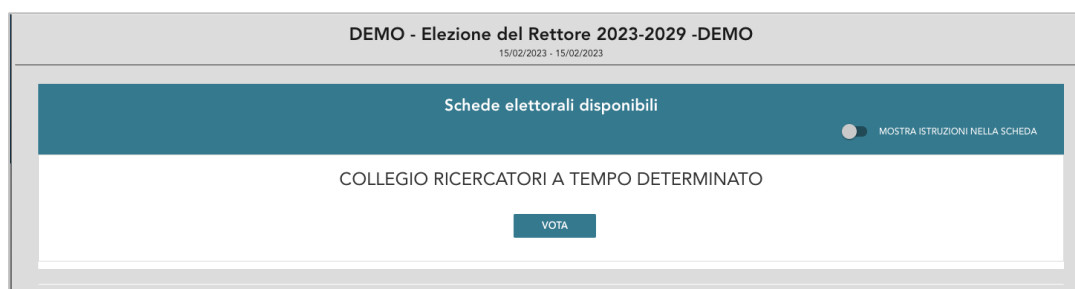 DEMO - Elezione del Rettore 2023-2029 -DEMO
15/02/2023 - 15/02/2023
Schede elettorali disponibili
MOSTRA ISTRUZIONI NELLA SCHEDA
COLLEGIO RICERCATORI A TEMPO DETERMINATO
VOTA